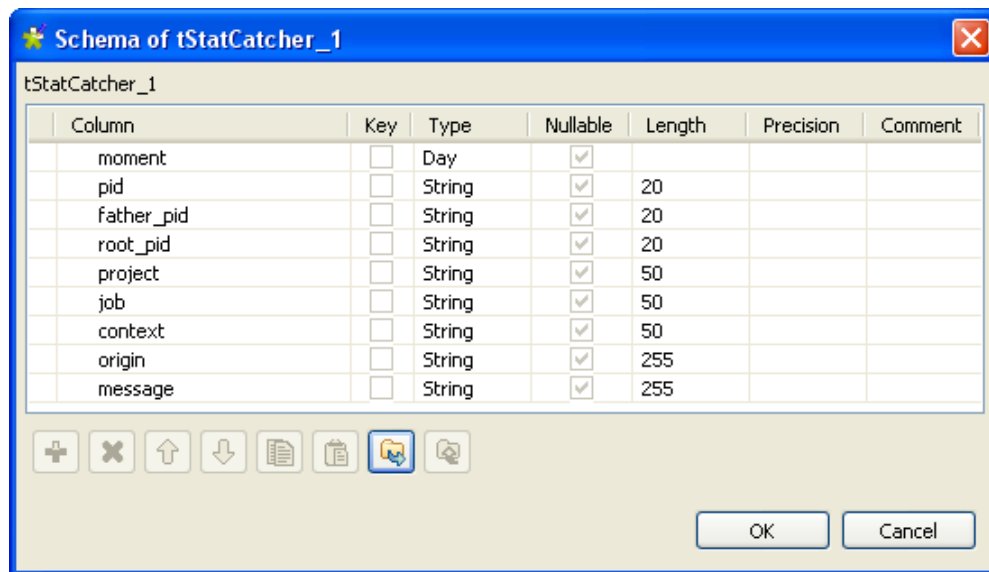 Schema of tStatCatcher_1
tStatCatcher_1
Column Key Type Nullable Length Precision Comment
moment Day
pid String 20
father_pid String 20
root_pid String 20
project String 50
job String 50
context String 50
origin String 255
message String 255
OK Cancel